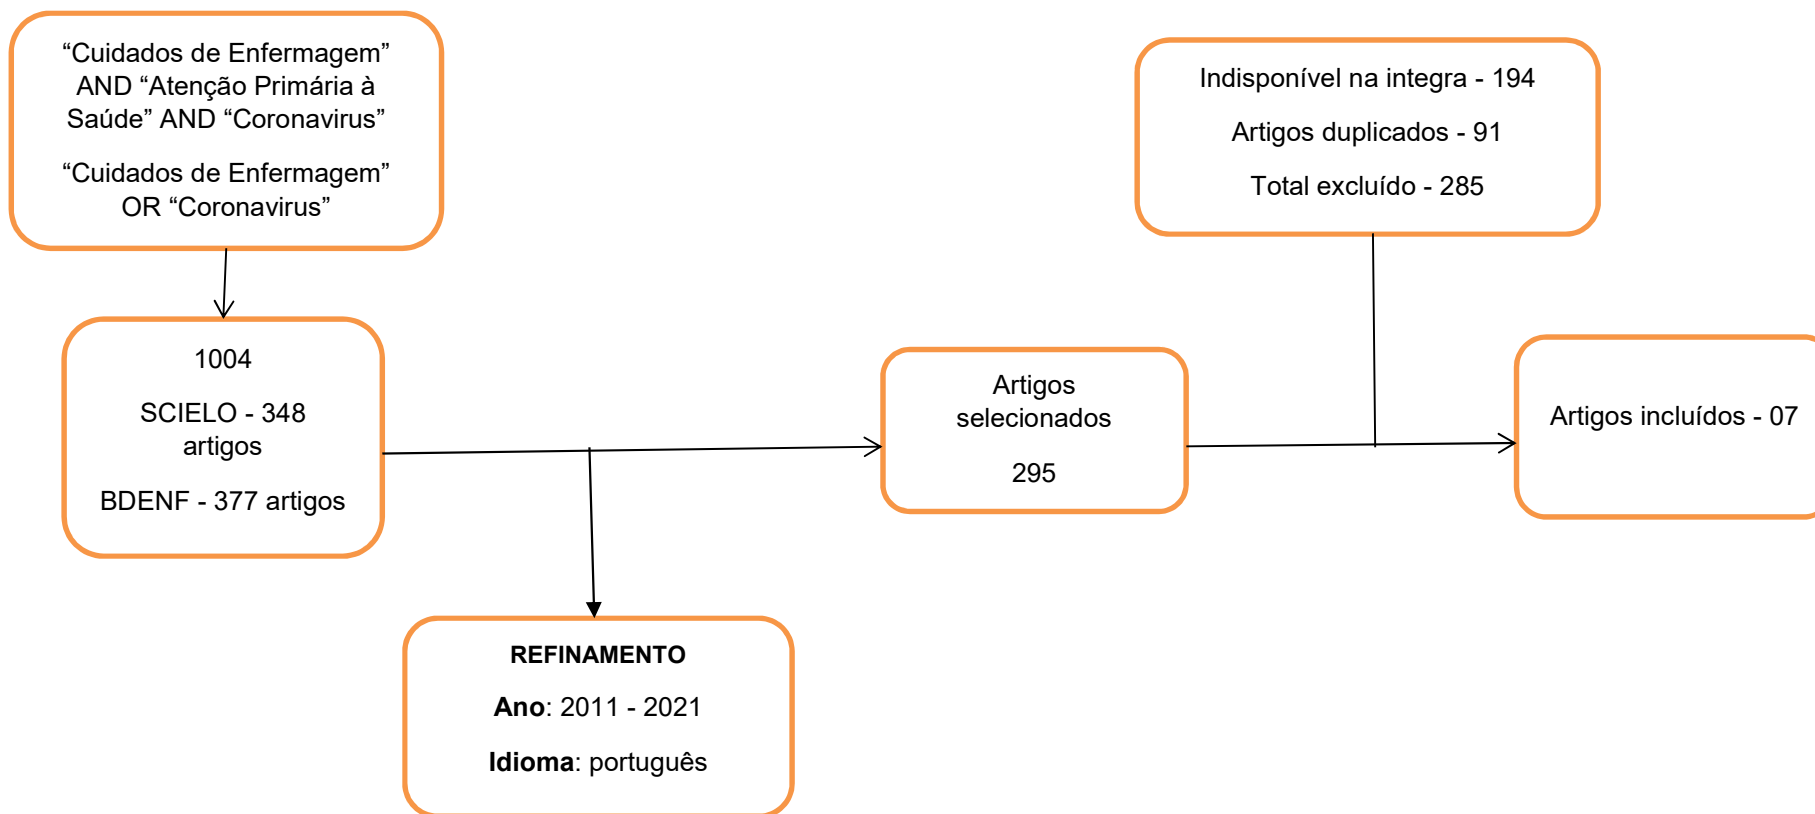 “Cuidados de Enfermagem”
AND “Atenção Primária à
Saúde” AND “Coronavirus”
“Cuidados de Enfermagem”
OR “Coronavirus”
1004
SCIELO - 348
artigos
BDENF - 377 artigos
REFINAMENTO
Ano: 2011 - 2021
Idioma: português
Artigos
selecionados
295
Indisponível na integra - 194
Artigos duplicados - 91
Total excluído - 285
Artigos incluídos - 07